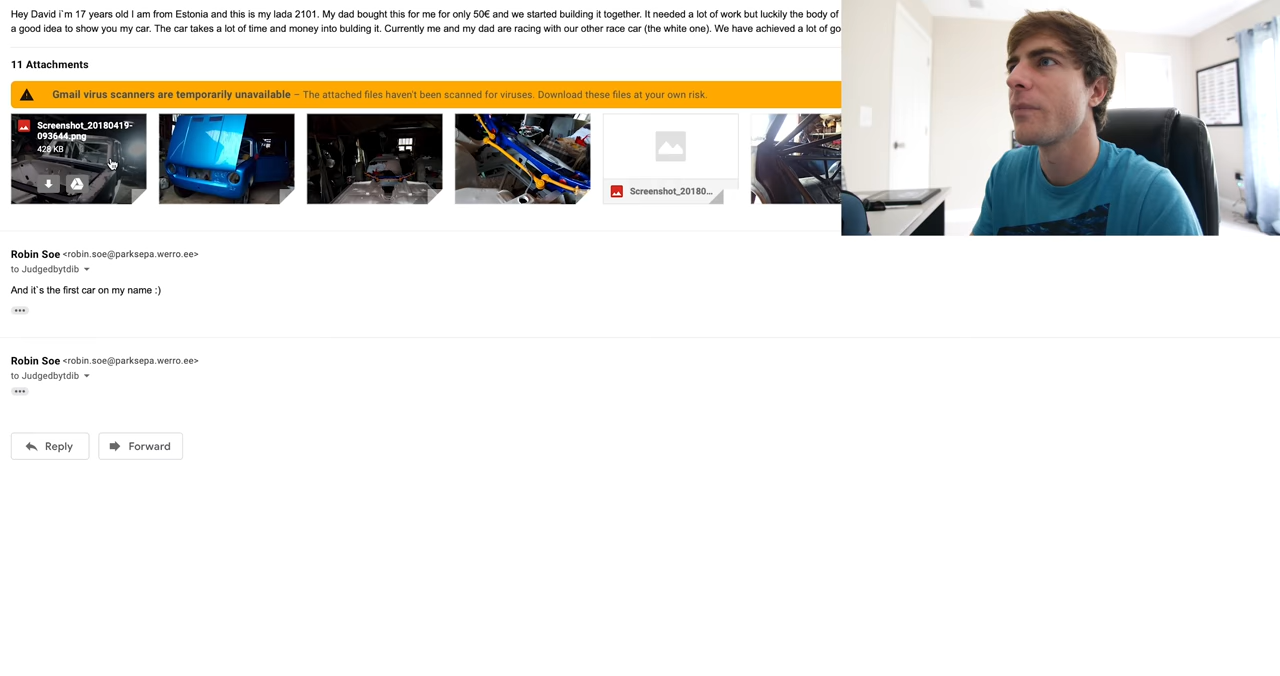 Hey David i`m 17 years old I am from Estonia and this is my lada 2101. My dad bought this for me for only 50€ and we started building it together. It needed a lot of work but luckily the body of
a good idea to show you my car. The car takes a lot of time and money into bulding it. Currently me and my dad are racing with our other race car (the white one). We have achieved a lot of go
11 Attachments
Gmail virus scanners are temporarily unavailable – The attached files haven't been scanned for viruses. Download these files at your own risk.
Screenshot_20180419-
093644.png
428 KB
Screenshot_20180...
Robin Soe <robin.soe@parksepa.werro.ee>
to Judgedbytdib
And it`s the first car on my name :)
Robin Soe <robin.soe@parksepa.werro.ee>
to Judgedbytdib
Reply
Forward